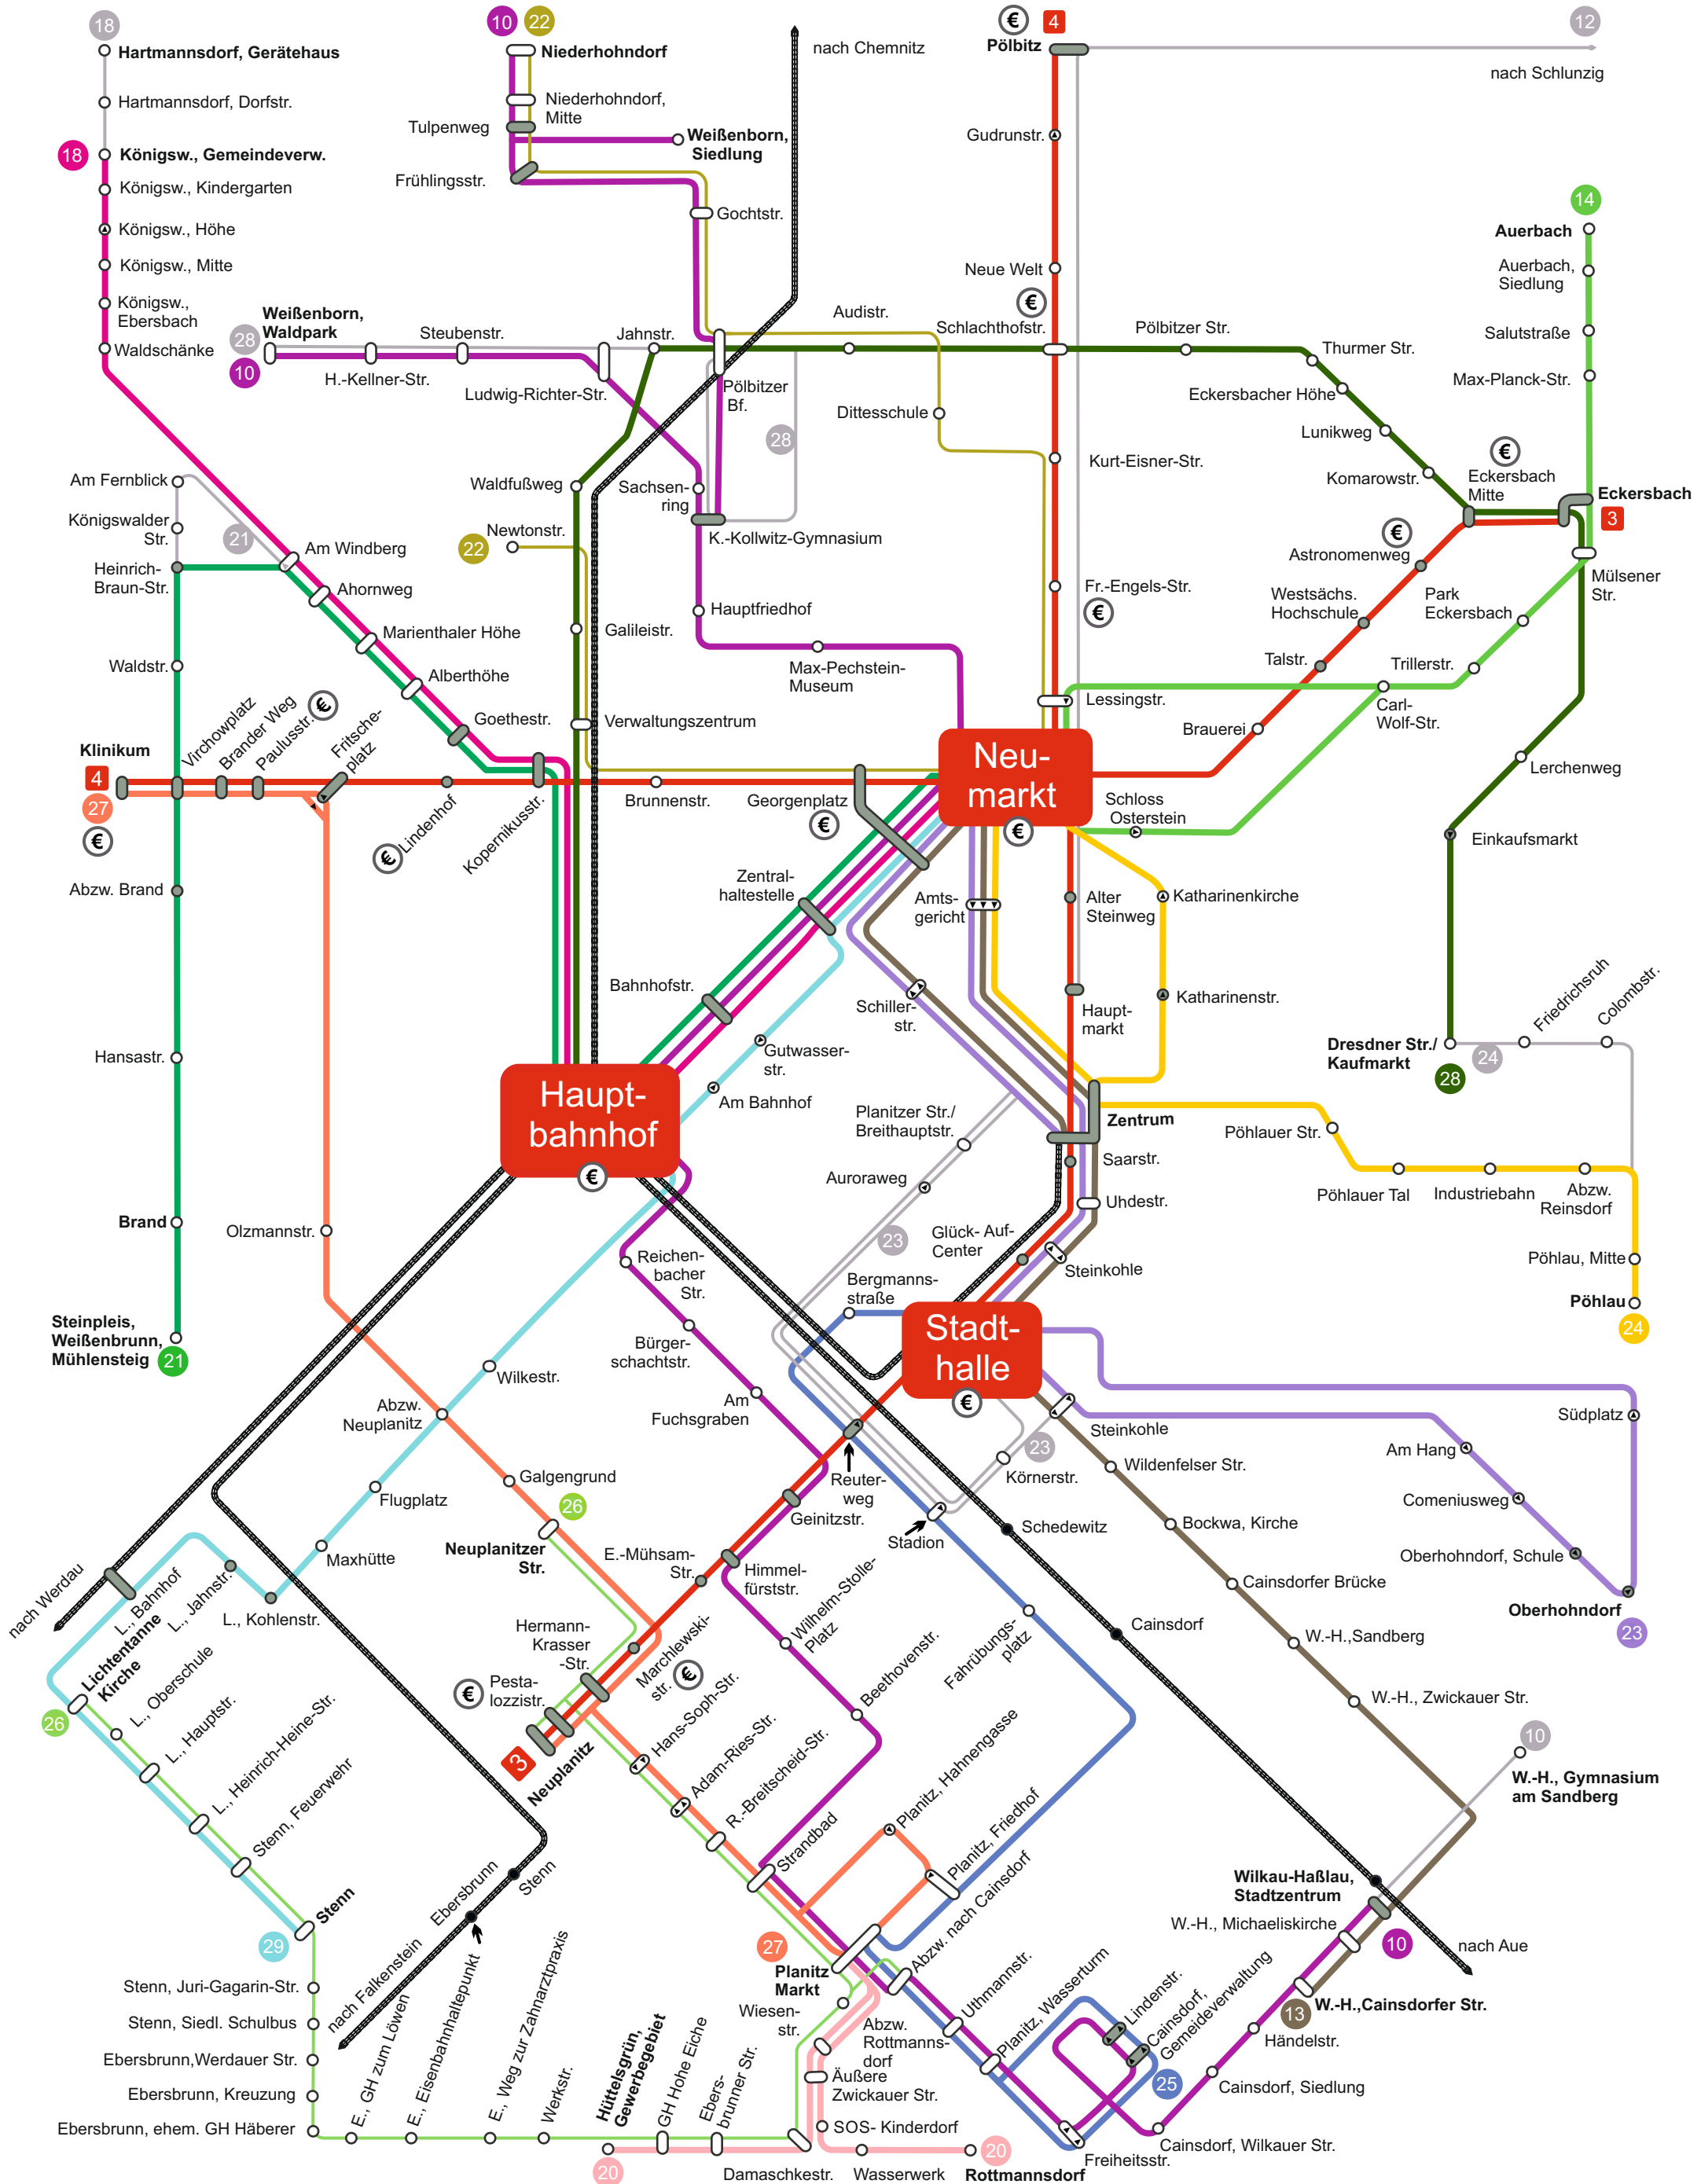 18
Hartmannsdorf, Gerätehaus
Hartmannsdorf, Dorfstr.
18
Königsw., Gemeindeverw.
Königsw., Kindergarten
Königsw., Höhe
Königsw., Mitte
Königsw.,
Ebersbach
Waldschänke
10
22
Niederhohndorf
Niederhohndorf,
Mitte
Tulpenweg
Weißenborn,
Siedlung
Frühlingsstr.
Gochtstr.
nach Chemnitz
€
4
Pölbitz
12
nach Schlunzig
Gudrunstr.
Neue Welt
€
14
Auerbach
Auerbach,
Siedlung
Salutstraße
Max-Planck-Str.
Weißenborn,
Waldpark
28
10
H.-Kellner-Str.
Steubenstr.
Ludwig-Richter-Str.
Jahnstr.
Pölbitzer
Bf.
28
Audistr.
Schlachthofstr.
Pölbitzer Str.
Thurmer Str.
Eckersbacher Höhe
Lunikweg
Komarowstr.
€
Eckersbach
Mitte
Eckersbach
3
Dittesschule
Kurt-Eisner-Str.
Am Fernblick
Königswalder
Str.
21
Heinrich-
Braun-Str.
Am Windberg
Ahornweg
Marienthaler Höhe
Alberthöhe
Goethestr.
Waldstr.
Waldfußweg
Newtonstr.
22
Sachsen-
ring
K.-Kollwitz-Gymnasium
Galileistr.
Hauptfriedhof
Max-Pechstein-
Museum
Verwaltungszentrum
Fr.-Engels-Str.
€
€
Astronomenweg
Westsächs.
Hochschule
Talstr.
Brauerei
Park
Eckersbach
Mülsener
Str.
Trillerstr.
Carl-
Wolf-Str.
Lessingstr.
Lerchenweg
Einkaufsmarkt
Klinikum
4
27
€
Virchowplatz
Brander Weg
Paulusstr.
€
Fritsche-
platz
€
Lindenhof
Kopernikusstr.
Brunnenstr.
Georgenplatz
€
Neu-
markt
€
Schloss
Osterstein
Abzw. Brand
Zentral-
haltestelle
Amts-
gericht
Alter
Steinweg
Katharinenkirche
Bahnhofstr.
Schiller-
str.
Haupt-
markt
Katharinenstr.
Hansastr.
Gutwasser-
str.
Am Bahnhof
Haupt-
bahnhof
€
Planitzer Str./
Breithauptstr.
Auroraweg
23
Zentrum
Saarstr.
Uhdestr.
Glück- Auf-
Center
Steinkohle
Dresdner Str./
Kaufmarkt
28
24
Friedrichsruh
Colombstr.
Pöhlauer Str.
Pöhlauer Tal
Industriebahn
Abzw.
Reinsdorf
Pöhlau, Mitte
Pöhlau
24
Brand
Steinpleis,
Weißenbrunn,
Mühlensteig
21
Olzmannstr.
Reichen-
bacher
Str.
Bürger-
schachtstr.
Am
Fuchsgraben
Bergmanns-
straße
Stadt-
halle
€
Wilkestr.
Abzw.
Neuplanitz
Flugplatz
Maxhütte
Galgengrund
26
Neuplanitzer
Str.
Reuter-
weg
Geinitzstr.
Stadion
23
Körnerstr.
Steinkohle
Wildenfelser Str.
Bockwa, Kirche
Cainsdorfer Brücke
W.-H.,Sandberg
W.-H., Zwickauer Str.
Südplatz
Am Hang
Comeniusweg
Oberhohndorf, Schule
Oberhohndorf
23
Schedewitz
Cainsdorf
nach Werdau
L., Bahnhof
L., Jahnstr.
L., Kohlenstr.
Lichtentanne
Kirche
26
L., Oberschule
L., Hauptstr.
L., Heinrich-Heine-Str.
Stenn, Feuerwehr
Stenn
29
E.-Mühsam-
Str.
Himmel-
fürststr.
Hermann-
Krasser
-Str.
Marchlewski-
str.
€
€
Pesta-
lozzistr.
3
Neuplanitz
Wilhelm-Stolle-
Platz
Beethovenstr.
Fahrübungs-
platz
Hans-Soph-Str.
Adam-Ries-Str.
R.-Breitscheid-Str.
Strandbad
Planitz, Hahnengasse
Planitz, Friedhof
Abzw. nach Cainsdorf
27
Planitz
Markt
10
W.-H., Gymnasium
am Sandberg
Wilkau-Haßlau,
Stadtzentrum
W.-H., Michaeliskirche
10
nach Aue
13
W.-H.,Cainsdorfer Str.
Händelstr.
Cainsdorf, Siedlung
Cainsdorf, Wilkauer Str.
Ebersbrunn
Stenn
nach Falkenstein
Stenn, Juri-Gagarin-Str.
Stenn, Siedl. Schulbus
Ebersbrunn,Werdauer Str.
Ebersbrunn, Kreuzung
Ebersbrunn, ehem. GH Häberer
E., GH zum Löwen
E., Eisenbahnhaltepunkt
E., Weg zur Zahnarztpraxis
Werkstr.
Hüttelsgrün,
Gewerbegebiet
20
GH Hohe Eiche
Ebers-
brunner Str.
Damaschkestr.
Wiesen-
str.
Abzw.
Rottmanns-
dorf
Äußere
Zwickauer Str.
SOS- Kinderdorf
Wasserwerk
20
Rottmannsdorf
Uthmannstr.
Planitz, Wasserturm
Lindenstr.
Cainsdorf,
Gemeideverwaltung
25
Freiheitsstr.